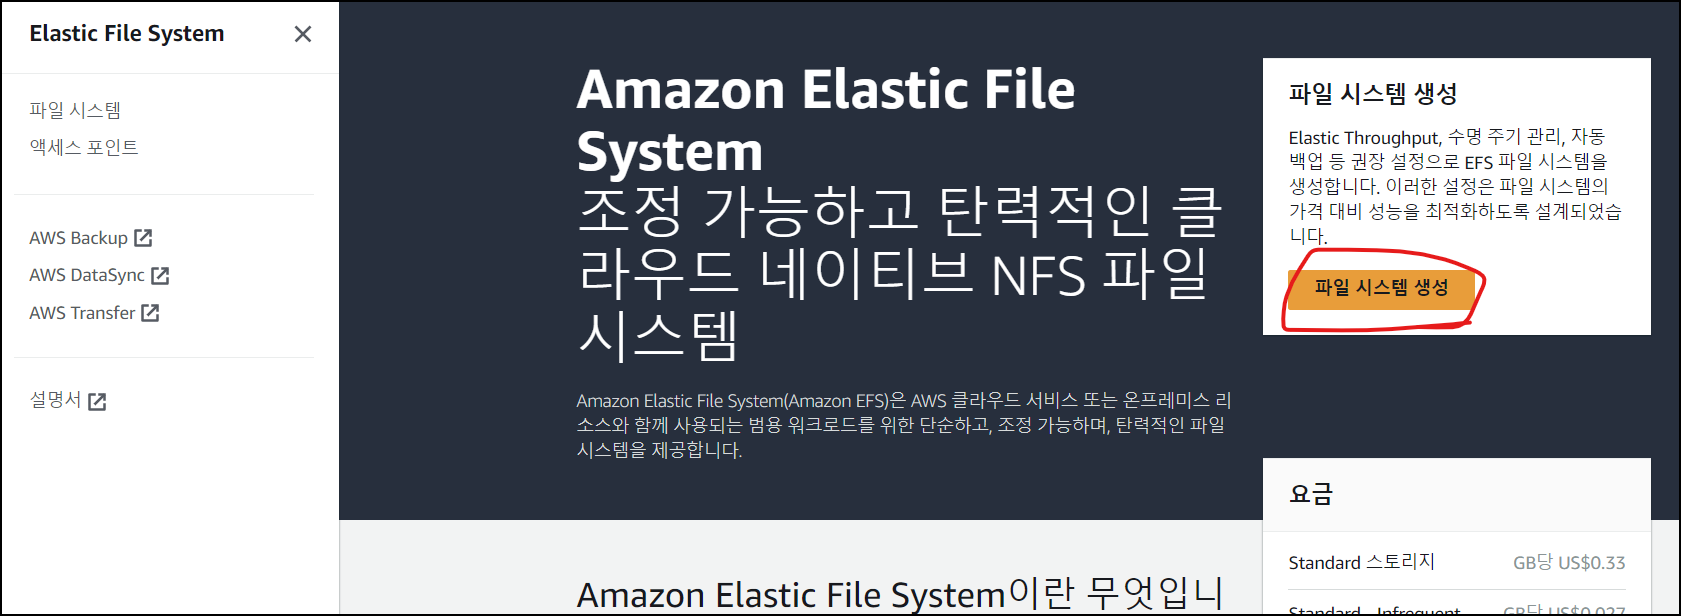 Elastic File System
파일 시스템
액세스 포인트
AWS Backup
AWS DataSync
AWS Transfer
설명서
Amazon Elastic File
System
조정 가능하고 탄력적인 클
라우드 네이티브 NFS 파일
시스템
Amazon Elastic File System(Amazon EFS)은 AWS 클라우드 서비스 또는 온프레미스 리
소스와 함께 사용되는 범용 워크로드를 위한 단순하고, 조정 가능하며, 탄력적인 파일
시스템을 제공합니다.
파일 시스템 생성
Elastic Throughput, 수명 주기 관리, 자동
백업 등 권장 설정으로 EFS 파일 시스템을
생성합니다. 이러한 설정은 파일 시스템의
가격 대비 성능을 최적화하도록 설계되었습
니다.
파일 시스템 생성
요금
Standard 스토리지 GB당 US$0.33
Standard - Infrequent GB당 US$0.027
Amazon Elastic File System이란 무엇입니